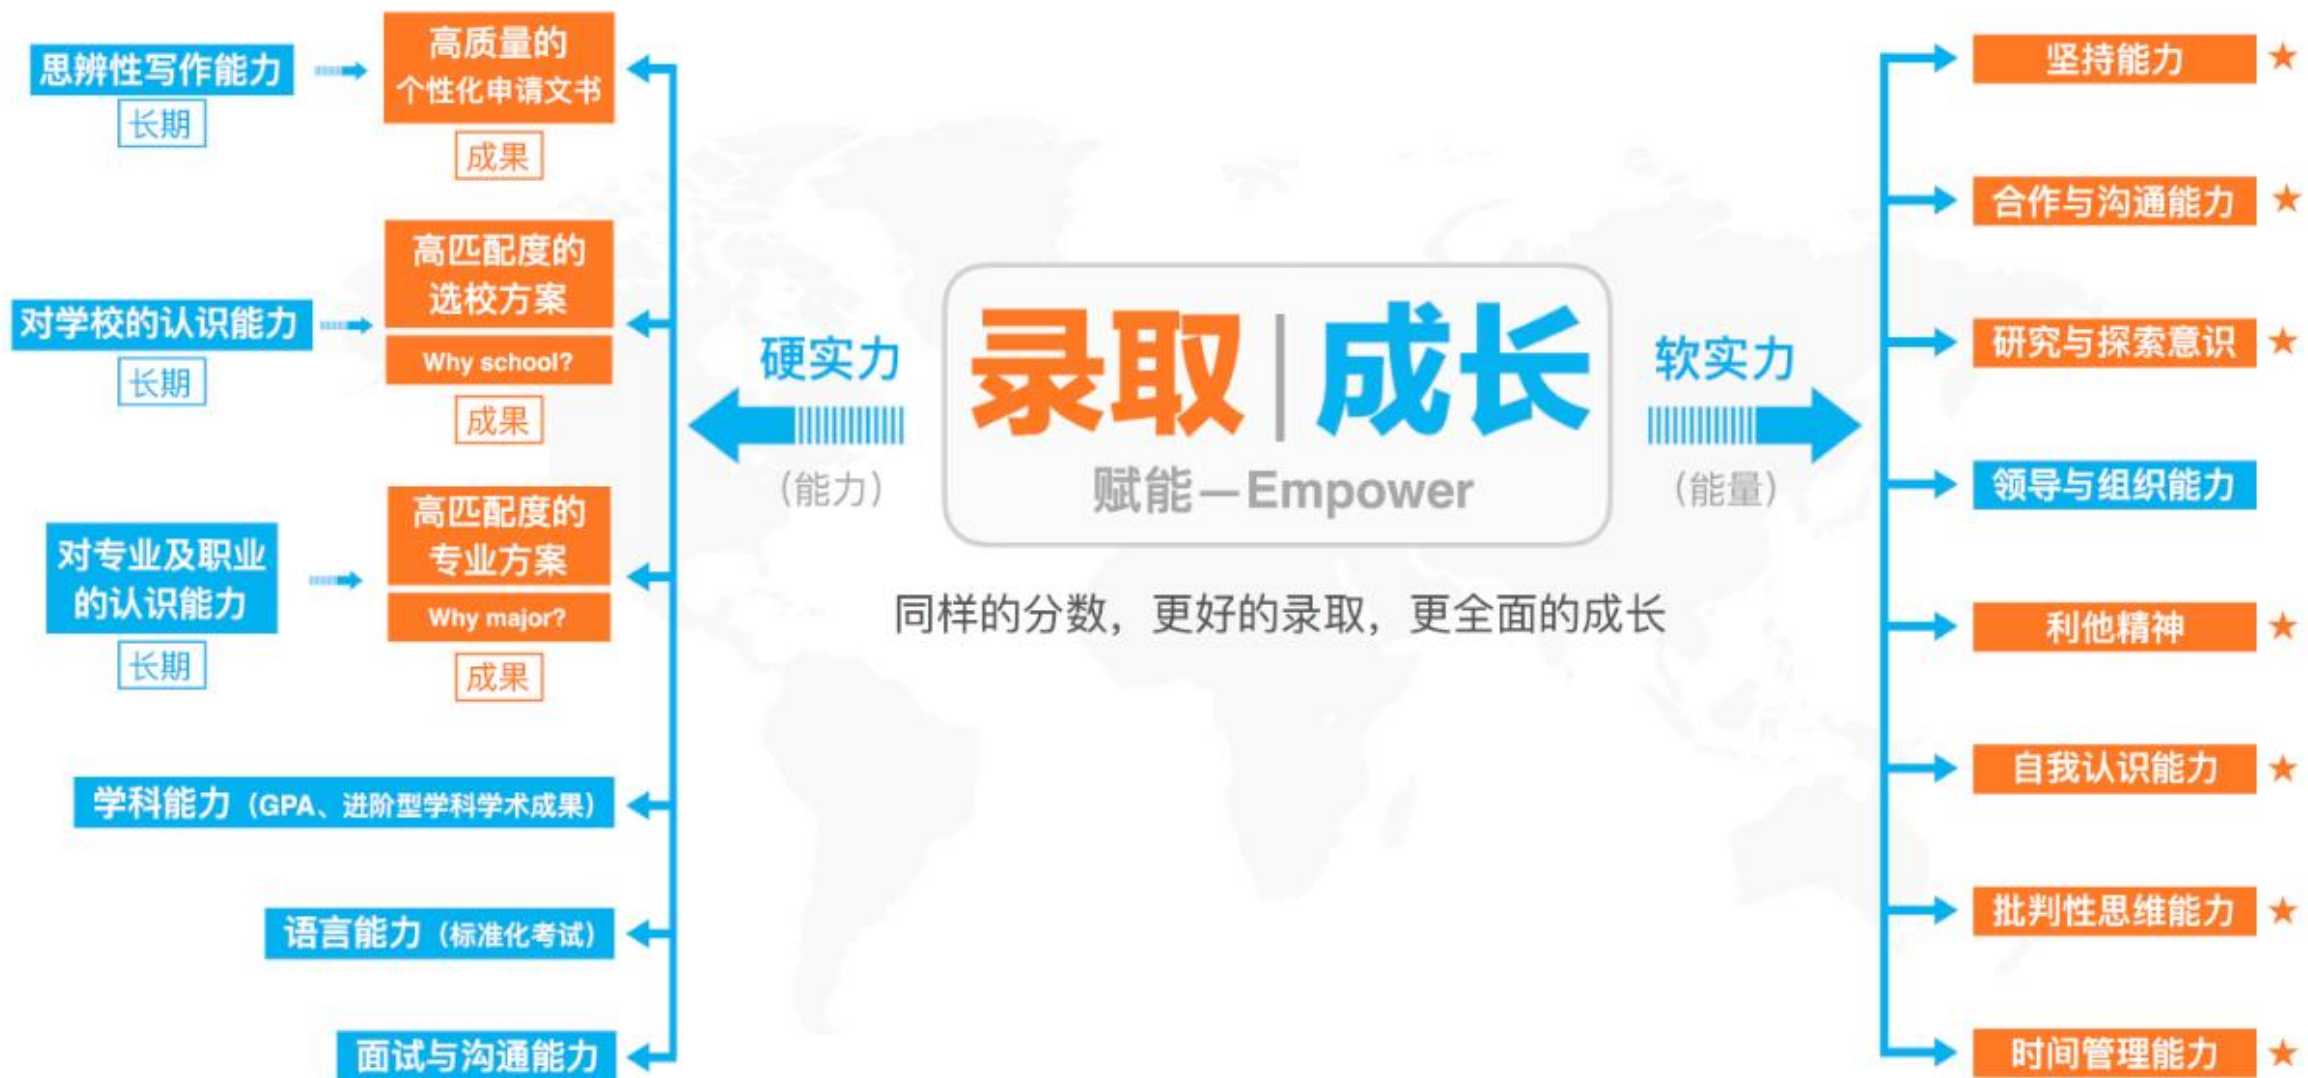 思辨性写作能力
长期
高质量的
个性化申请文书
成果
对学校的认识能力
长期
高匹配度的
选校方案
Why school?
成果
对专业及职业
的认识能力
长期
高匹配度的
专业方案
Why major?
成果
学科能力（GPA、进阶型学科学术成果）
语言能力（标准化考试）
面试与沟通能力
硬实力
（能力）
录取|成长
赋能—Empower
同样的分数，更好的录取，更全面的成长
软实力
（能量）
坚持能力 ★
合作与沟通能力 ★
研究与探索意识 ★
领导与组织能力
利他精神 ★
自我认识能力 ★
批判性思维能力 ★
时间管理能力 ★